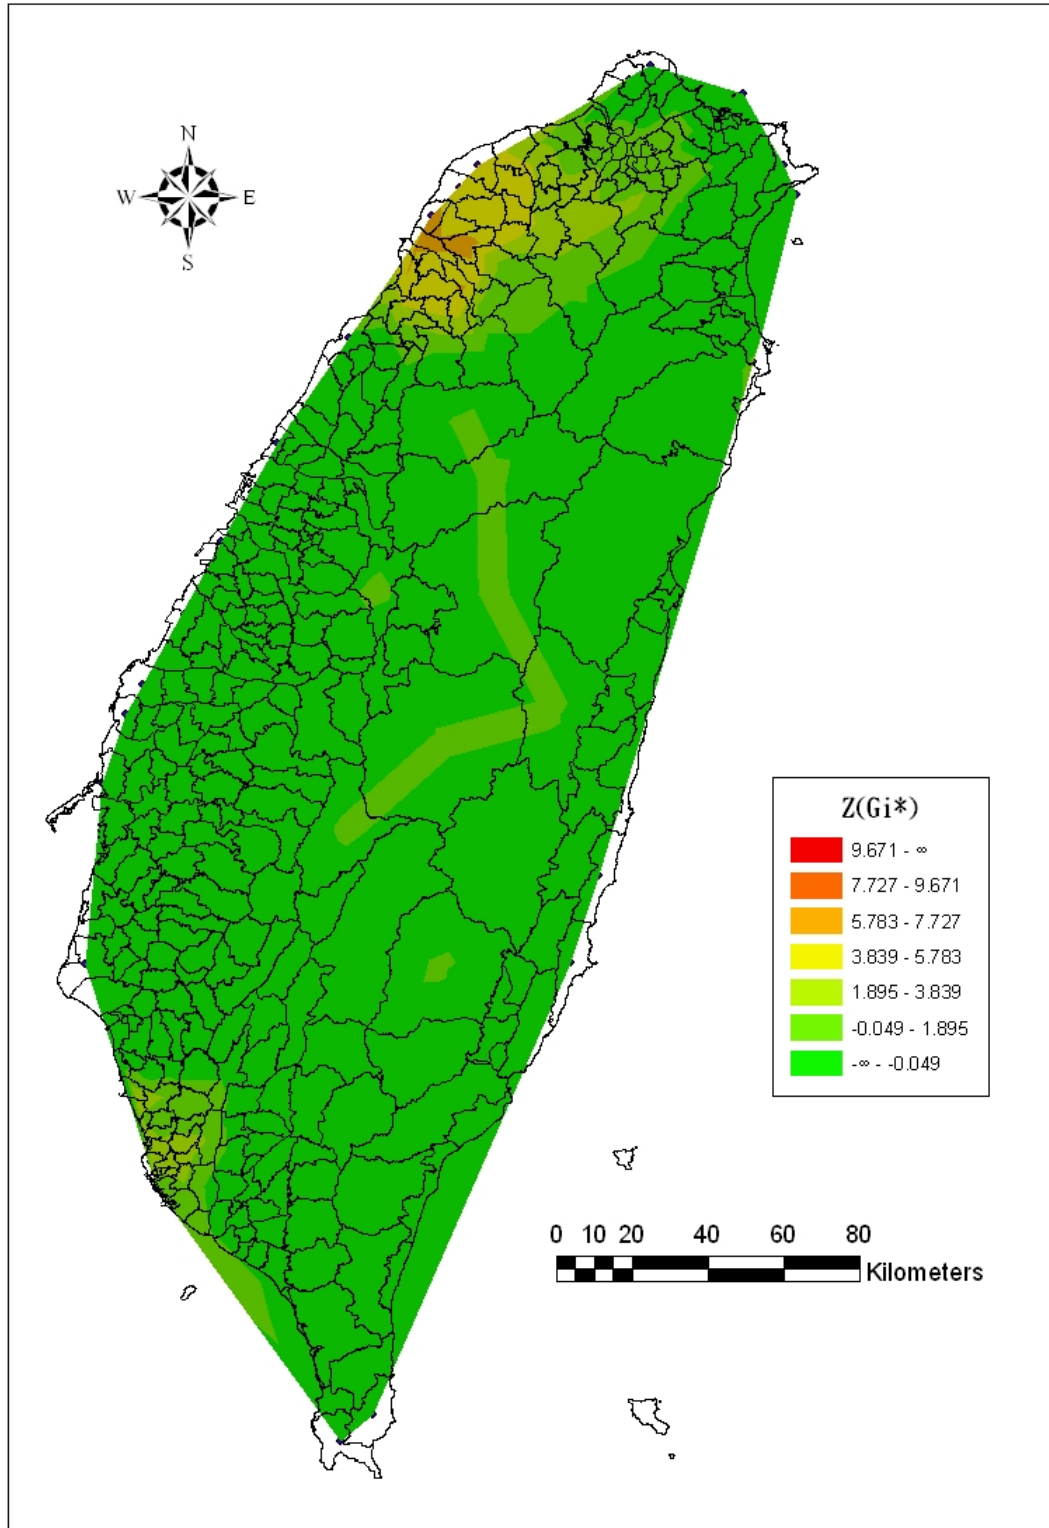 N
W E
S
Z(Gi*)
9.671 - ∞
7.727 - 9.671
5.783 - 7.727
3.839 - 5.783
1.895 - 3.839
-0.049 - 1.895
-∞ - -0.049
0 10 20 40 60 80
Kilometers